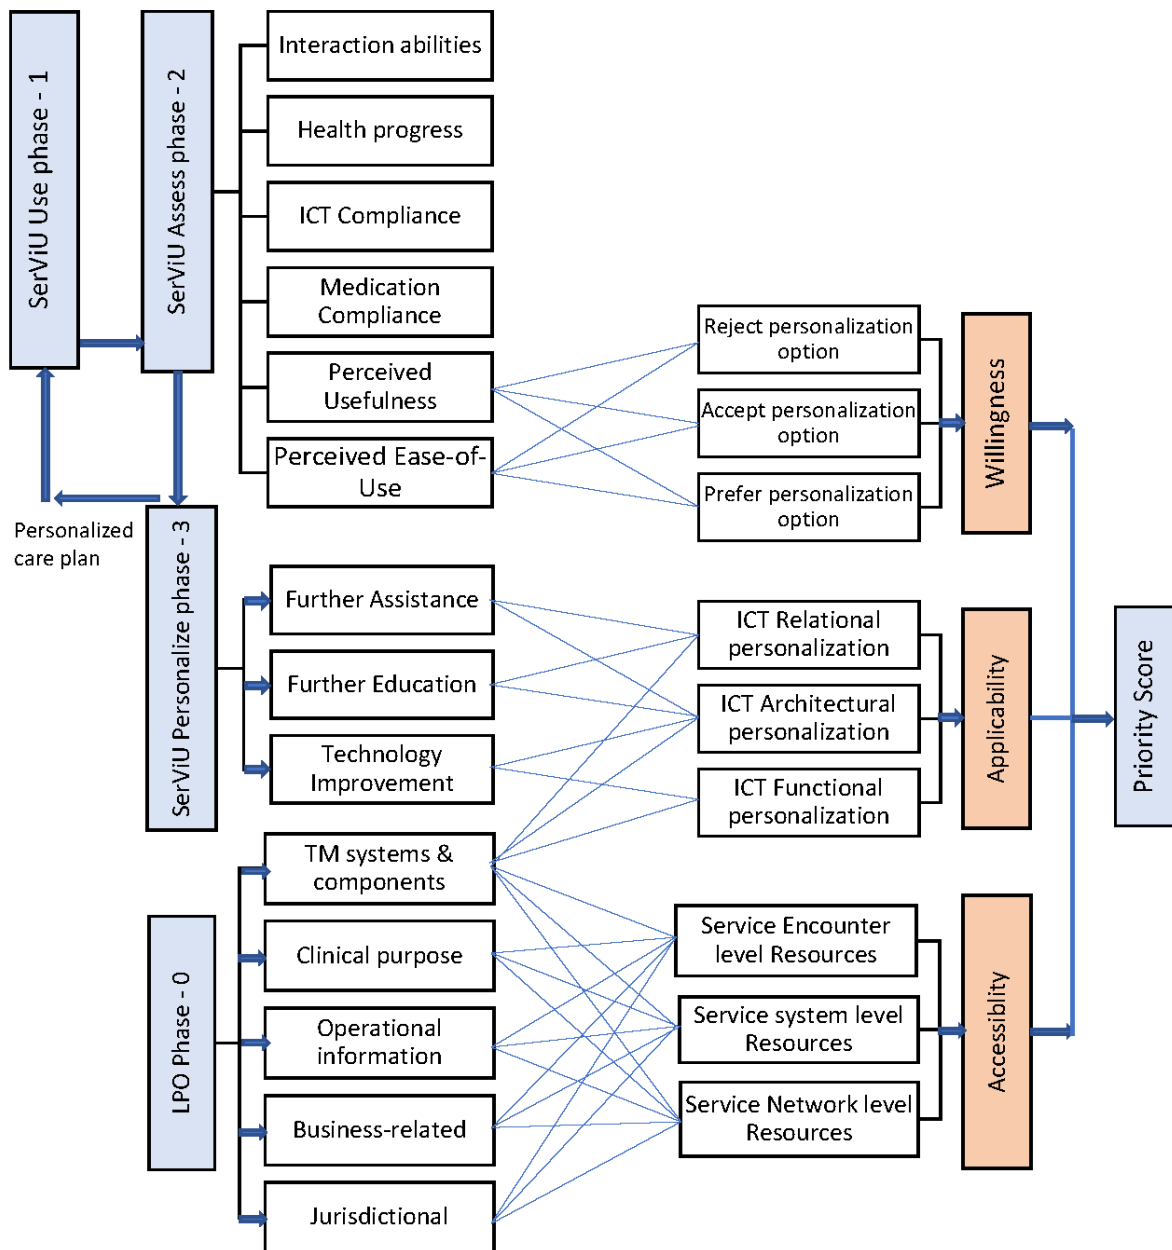 SerViU Use phase - 1
SerViU Assess phase - 2
Interaction abilities
Health progress
ICT Compliance
Medication
Compliance
Perceived
Usefulness
Perceived Ease-of-
Use
Reject personalization
option
Accept personalization
option
Prefer personalization
option
Willingness
Personalized
care plan
SerViU Personalize phase - 3
Further Assistance
Further Education
Technology
Improvement
ICT Relational
personalization
ICT Architectural
personalization
ICT Functional
personalization
Applicability
Priority Score
LPO Phase - 0
TM systems &
components
Clinical purpose
Operational
information
Business-related
Jurisdictional
Service Encounter
level Resources
Service system level
Resources
Service Network level
Resources
Accessiblity